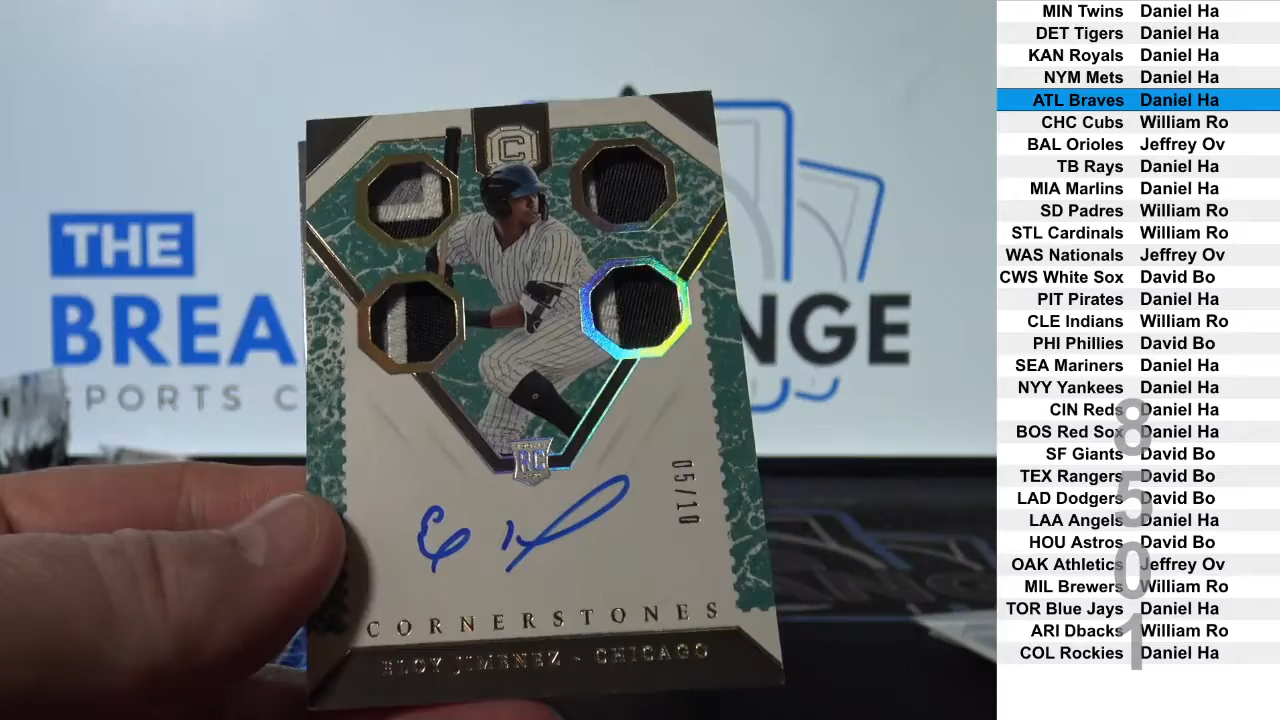 THE
BREA NGE
SPORTS C
C
RC
05/10
CORNERSTONES
ELOY JIMENEZ - CHICAGO
MIN Twins Daniel Ha
DET Tigers Daniel Ha
KAN Royals Daniel Ha
NYM Mets Daniel Ha
ATL Braves Daniel Ha
CHC Cubs William Ro
BAL Orioles Jeffrey Ov
TB Rays Daniel Ha
MIA Marlins Daniel Ha
SD Padres William Ro
STL Cardinals William Ro
WAS Nationals Jeffrey Ov
CWS White Sox David Bo
PIT Pirates Daniel Ha
CLE Indians William Ro
PHI Phillies David Bo
SEA Mariners Daniel Ha
NYY Yankees Daniel Ha
CIN Reds Daniel Ha
BOS Red Sox Daniel Ha
SF Giants David Bo
TEX Rangers David Bo
LAD Dodgers David Bo
LAA Angels Daniel Ha
HOU Astros David Bo
OAK Athletics Jeffrey Ov
MIL Brewers William Ro
TOR Blue Jays Daniel Ha
ARI Dbacks William Ro
COL Rockies Daniel Ha
8501